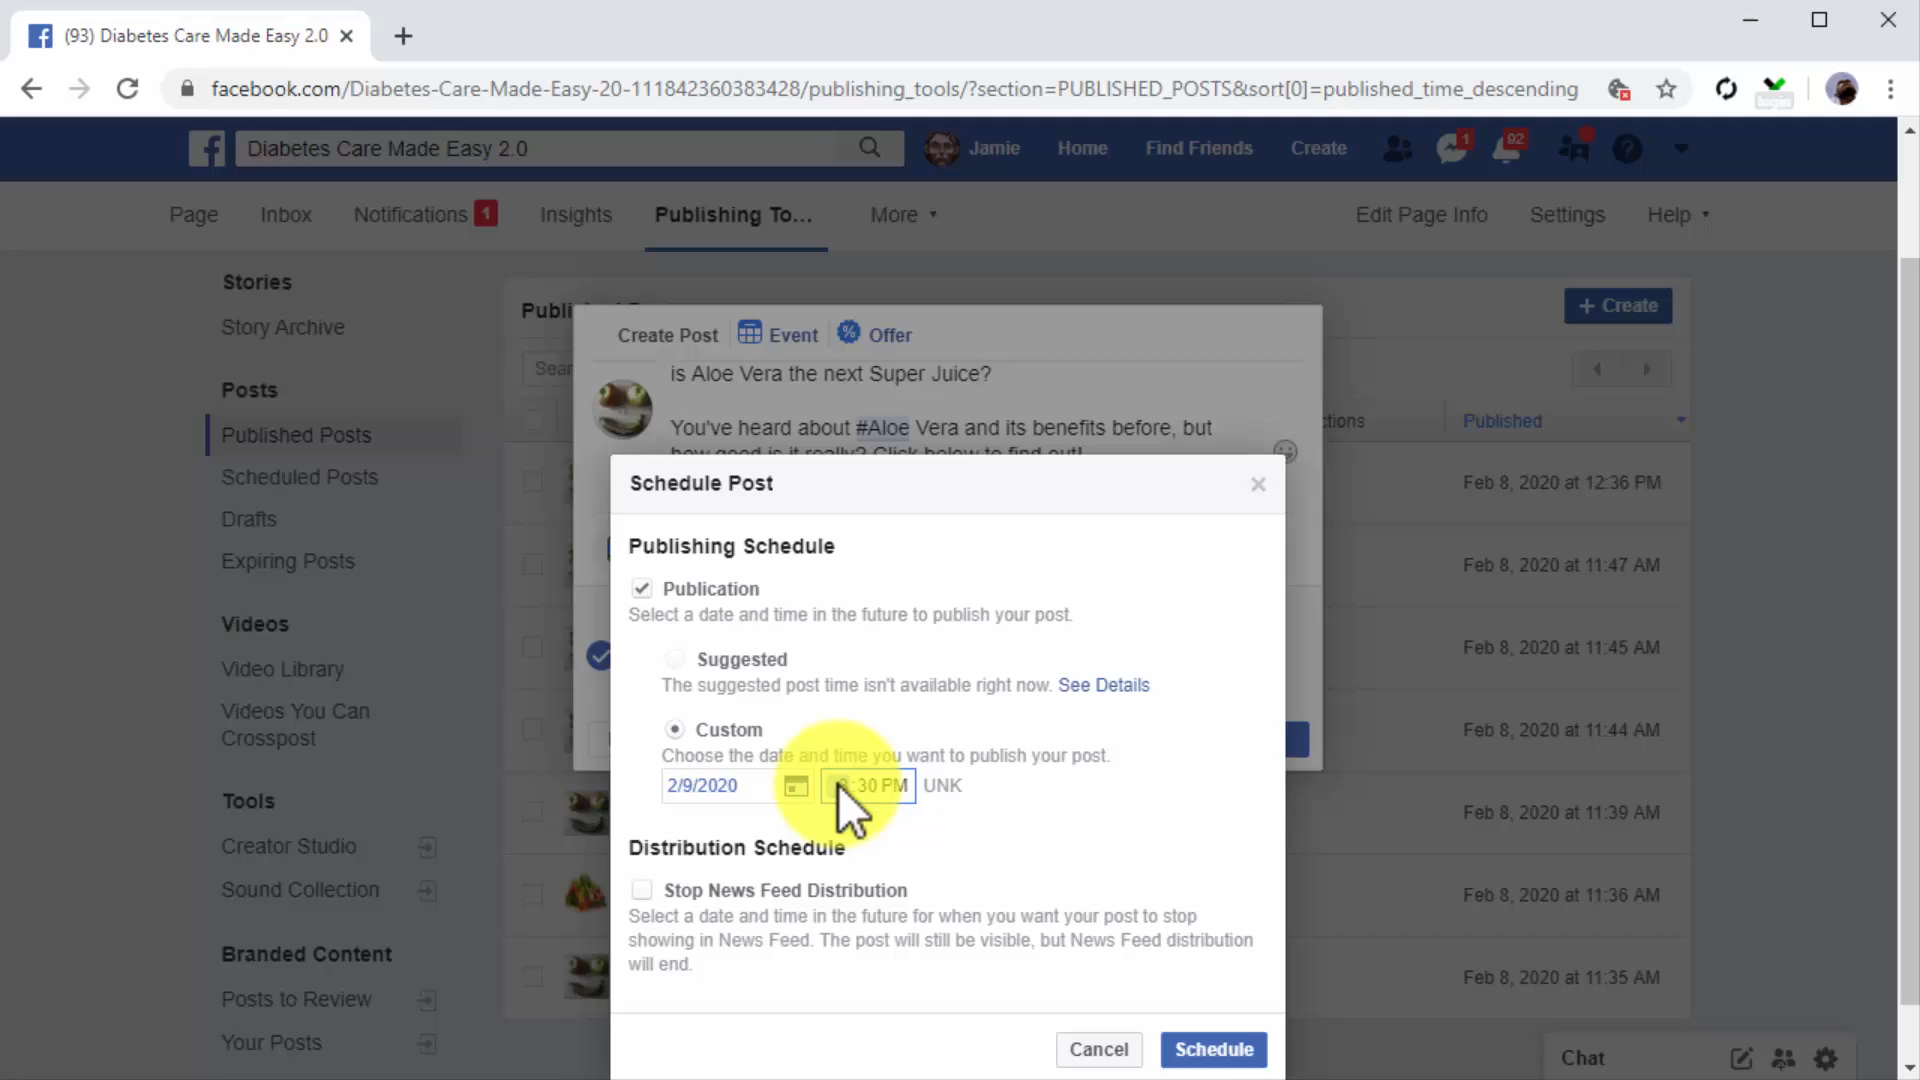 (93) Diabetes Care Made Easy 2.0
facebook.com/Diabetes-Care-Made-Easy-20-111842360383428/publishing_tools/?section=PUBLISHED_POSTS&sort[0]=published_time_descending
Diabetes Care Made Easy 2.0
Jamie
Home
Find Friends
Create
1
92
Page
Inbox
Notifications 1
Insights
Publishing To...
More
Edit Page Info
Settings
Help
Stories
Story Archive
Posts
Published Posts
Scheduled Posts
Drafts
Expiring Posts
Videos
Video Library
Videos You Can
Crosspost
Tools
Creator Studio
Sound Collection
Branded Content
Posts to Review
Your Posts
+ Create
Create Post
Event
Offer
is Aloe Vera the next Super Juice?
You've heard about #Aloe Vera and its benefits before, but
how good is it really? Click below to find out!
Published
Feb 8, 2020 at 12:36 PM
Feb 8, 2020 at 11:47 AM
Feb 8, 2020 at 11:45 AM
Feb 8, 2020 at 11:44 AM
Feb 8, 2020 at 11:39 AM
Feb 8, 2020 at 11:36 AM
Feb 8, 2020 at 11:35 AM
Schedule Post
Publishing Schedule
Publication
Select a date and time in the future to publish your post.
Suggested
The suggested post time isn't available right now. See Details
Custom
Choose the date and time you want to publish your post.
2/9/2020
:30 PM
UNK
Distribution Schedule
Stop News Feed Distribution
Select a date and time in the future for when you want your post to stop
showing in News Feed. The post will still be visible, but News Feed distribution
will end.
Cancel
Schedule
Chat